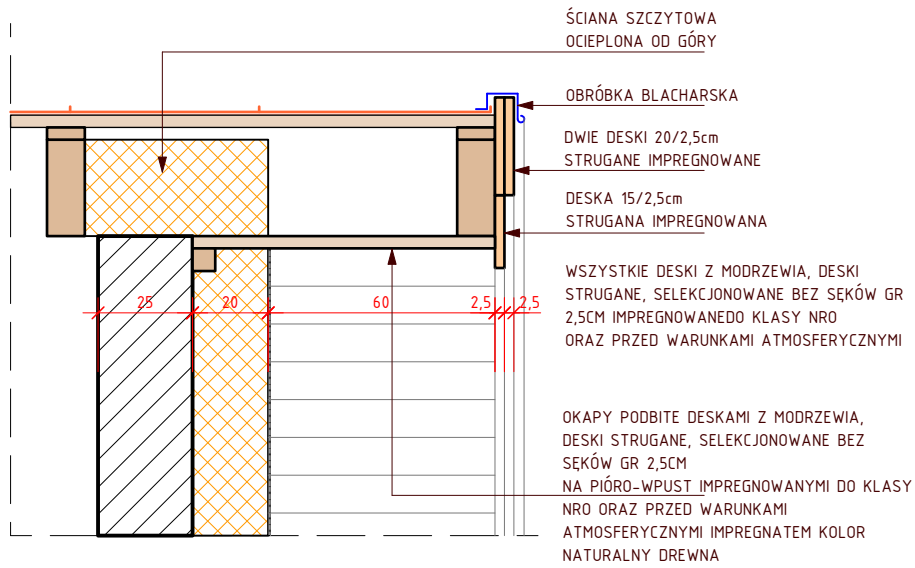 ŚCIANA SZCZYTOWA
OCIEPLONA OD GÓRY
OBRÓBKA BLACHARSKA
DWIE DESKI 20/2,5cm
STRUGANE IMPREGNOWANE
DESKA 15/2,5cm
STRUGANA IMPREGNOWANA
WSZYSTKIE DESKI Z MODRZEWIA, DESKI
STRUGANE, SELEKCJONOWANE BEZ SĘKÓW GR
2,5CM IMPREGNOWANEDO KLASY NRO
ORAZ PRZED WARUNKAMI ATMOSFERYCZNYMI
25 20 60 2,5 2,5
OKAPY PODBITE DESKAMI Z MODRZEWIA,
DESKI STRUGANE, SELEKCJONOWANE BEZ
SĘKÓW GR 2,5CM
NA PIÓRO-WPUST IMPREGNOWANYMI DO KLASY
NRO ORAZ PRZED WARUNKAMI
ATMOSFERYCZNYMI IMPREGNATEM KOLOR
NATURALNY DREWNA